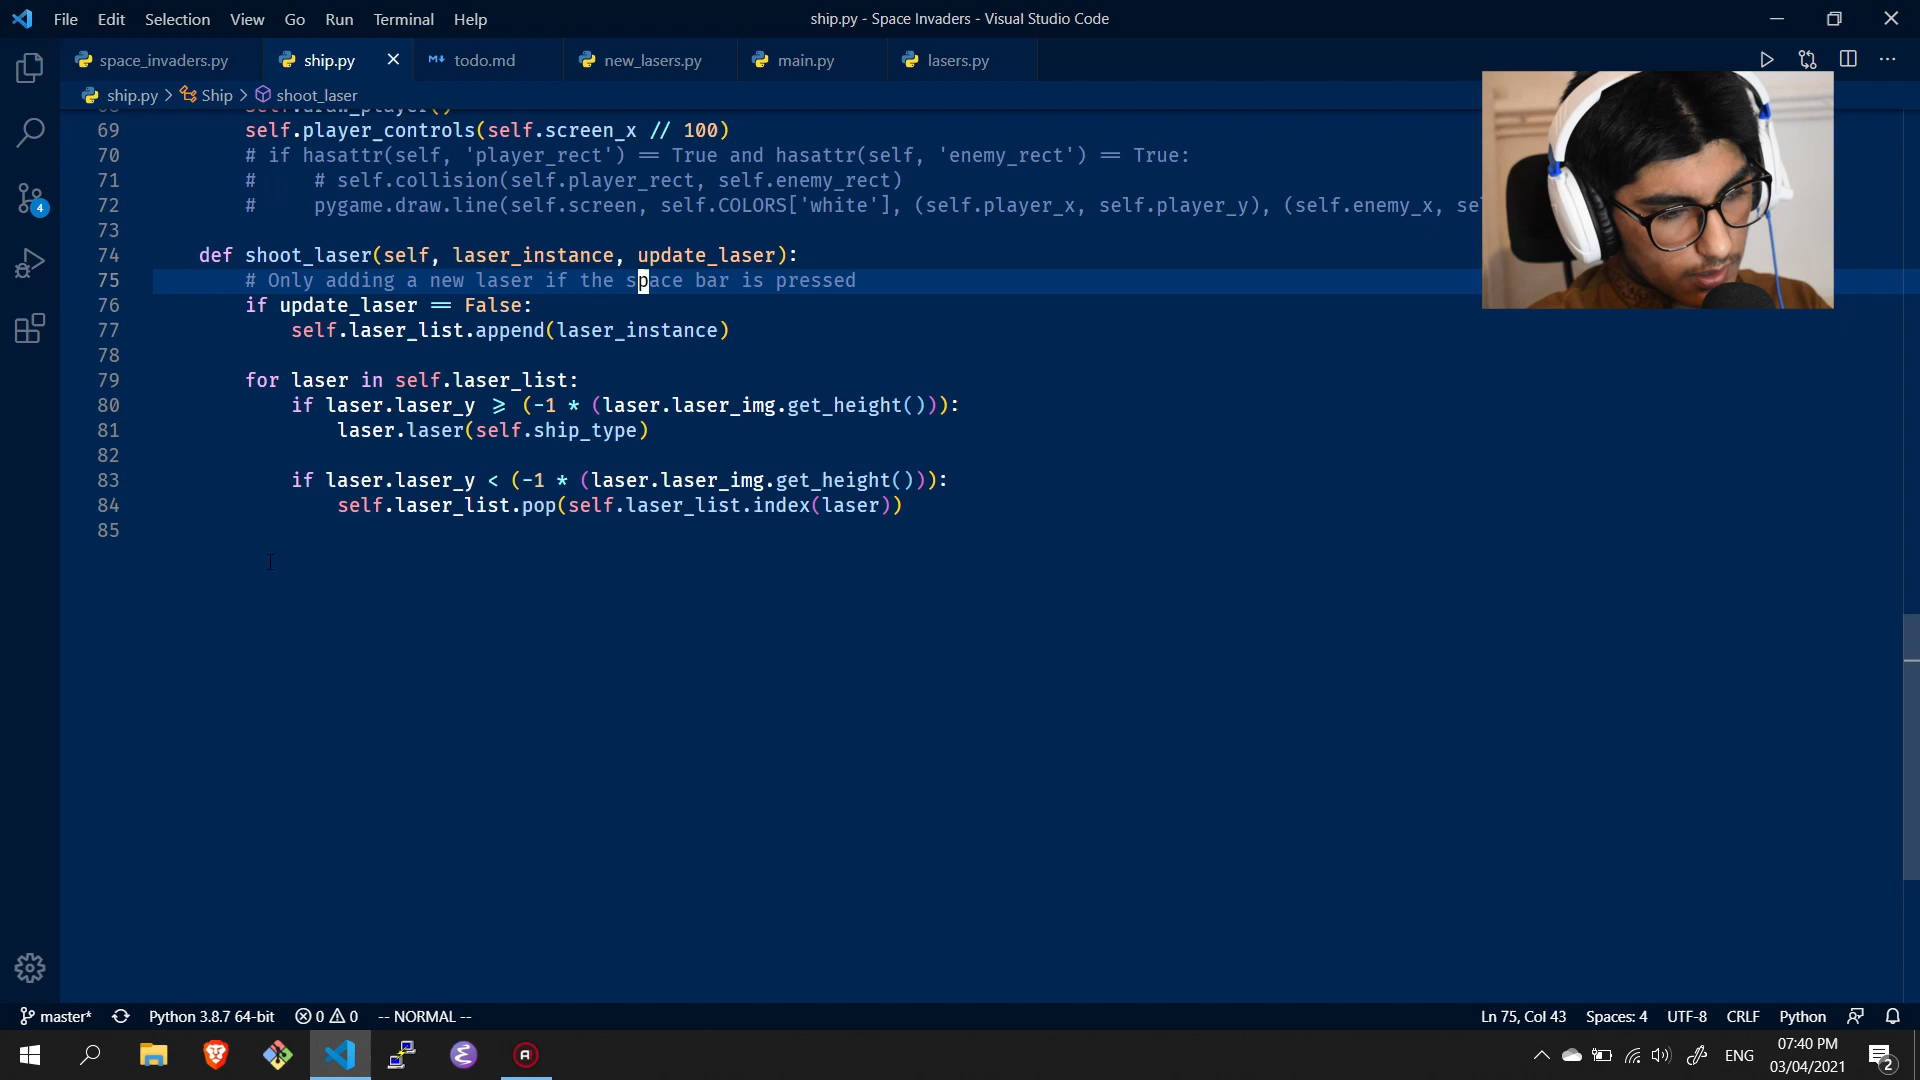 File Edit Selection View Go Run Terminal Help
ship.py - Space Invaders - Visual Studio Code
space_invaders.py
ship.py
todo.md
new_lasers.py
main.py
lasers.py
ship.py > Ship > shoot_laser
69 self.player_controls(self.screen_x // 100)
70 # if hasattr(self, 'player_rect') == True and hasattr(self, 'enemy_rect') == True:
71 # # self.collision(self.player_rect, self.enemy_rect)
72 # pygame.draw.line(self.screen, self.COLORS['white'], (self.player_x, self.player_y), (self.enemy_x, se
73
74 def shoot_laser(self, laser_instance, update_laser):
75 # Only adding a new laser if the space bar is pressed
76 if update_laser == False:
77 self.laser_list.append(laser_instance)
78
79 for laser in self.laser_list:
80 if laser.laser_y >= (-1 * (laser.laser_img.get_height())):
81 laser.laser(self.ship_type)
82
83 if laser.laser_y < (-1 * (laser.laser_img.get_height())):
84 self.laser_list.pop(self.laser_list.index(laser))
85
4
master* Python 3.8.7 64-bit 0 0 -- NORMAL --
Ln 75, Col 43 Spaces: 4 UTF-8 CRLF Python
ENG
07:40 PM
03/04/2021
2